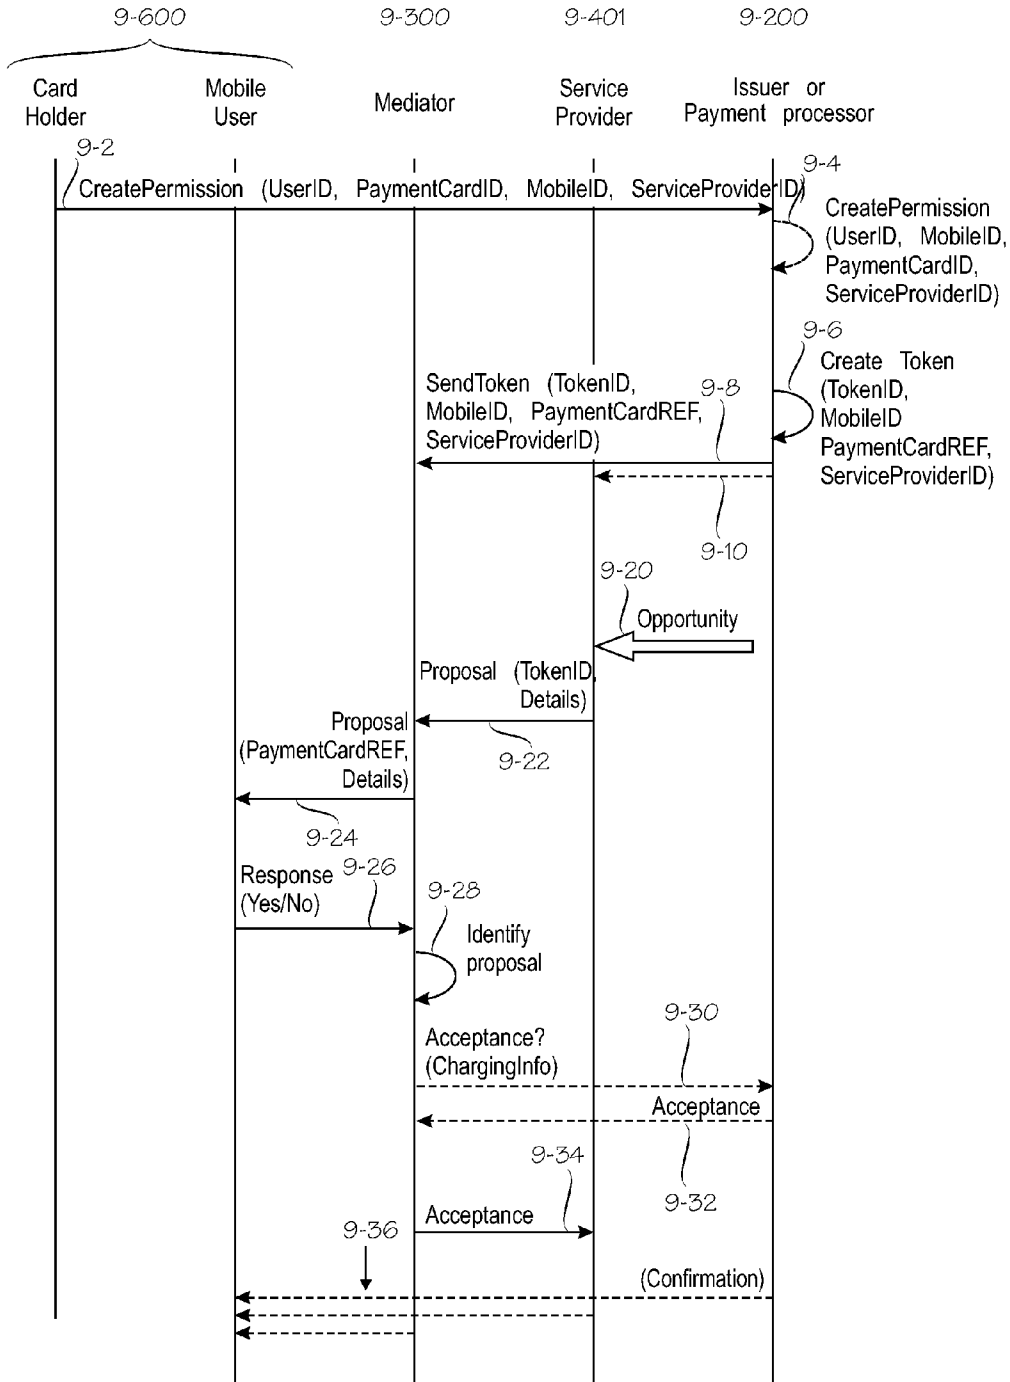 9-600 9-300 9-401 9-200
Card
Holder
Mobile
User
Mediator
Service
Provider
Issuer or
Payment processor
9-2
CreatePermission (UserID, PaymentCardID, MobileID, ServiceProviderID)
9-4
CreatePermission
(UserID, MobileID,
PaymentCardID,
ServiceProviderID)
9-6
Create Token
(TokenID,
MobileID
PaymentCardREF,
ServiceProviderID)
SendToken (TokenID,
MobileID, PaymentCardREF,
ServiceProviderID)
9-8
9-10
9-20
Opportunity
Proposal (TokenID,
Details)
9-22
Proposal
(PaymentCardREF,
Details)
9-24
Response
(Yes/No)
9-26
9-28
Identify
proposal
9-30
Acceptance?
(ChargingInfo)
Acceptance
9-32
9-34
Acceptance
9-36
(Confirmation)